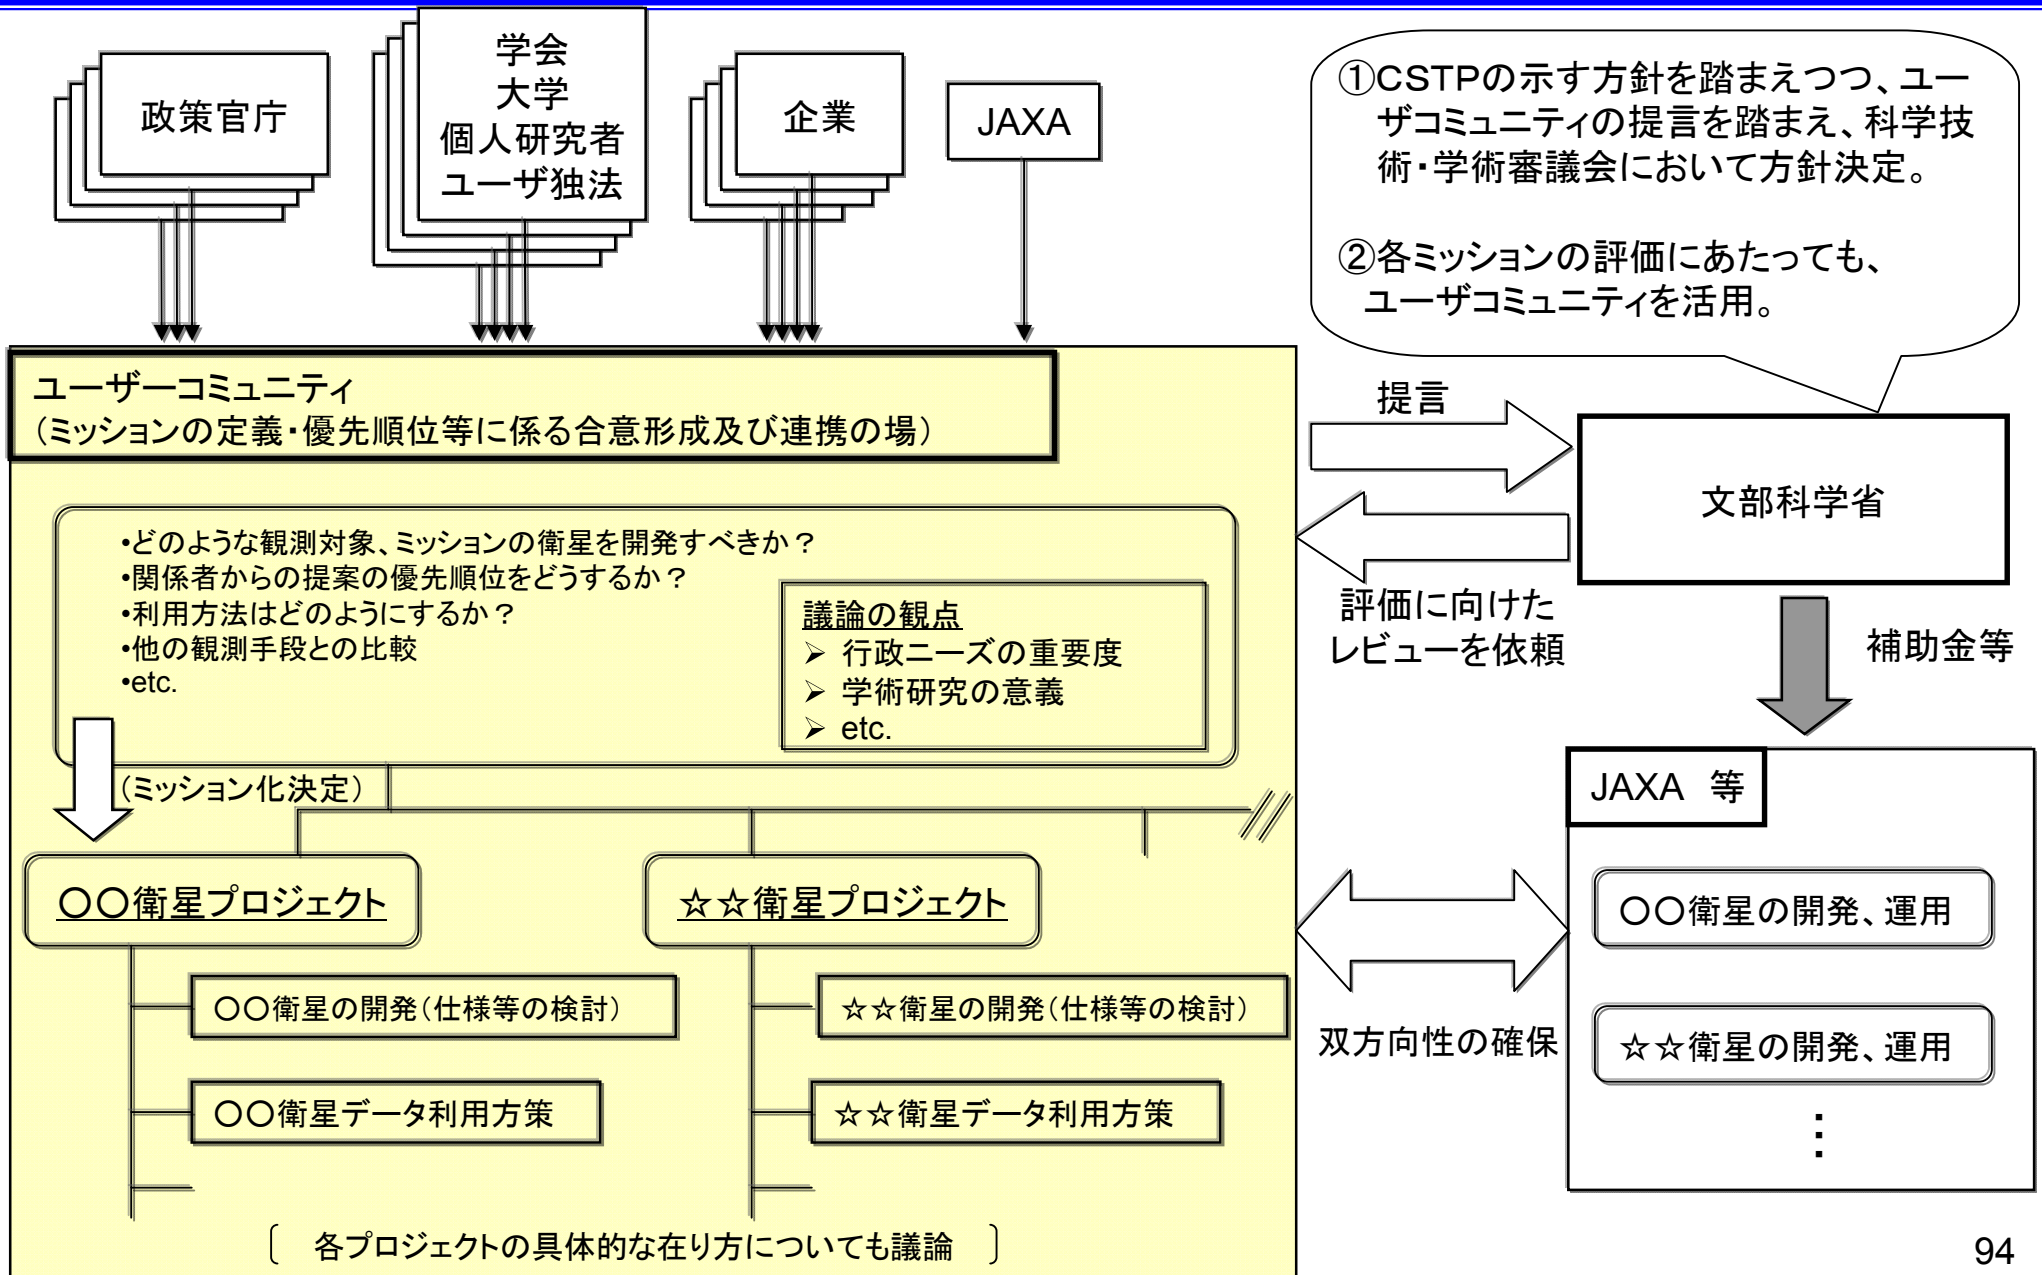 政策官庁
学会
大学
個人研究者
ユーザ独法
企業
JAXA
①CSTPの示す方針を踏まえつつ、ユー
ザコミュニティの提言を踏まえ、科学技
術・学術審議会において方針決定。
②各ミッションの評価にあたっても、
ユーザコミュニティを活用。
ユーザーコミュニティ
（ミッションの定義・優先順位等に係る合意形成及び連携の場）
提言
文部科学省
評価に向けた
レビューを依頼
補助金等
•どのような観測対象、ミッションの衛星を開発すべきか？
•関係者からの提案の優先順位をどうするか？
•利用方法はどのようにするか？
•他の観測手段との比較
•etc.
議論の観点
➢ 行政ニーズの重要度
➢ 学術研究の意義
➢ etc.
（ミッション化決定）
〇〇衛星プロジェクト
〇〇衛星の開発（仕様等の検討）
〇〇衛星データ利用方策
☆☆衛星プロジェクト
☆☆衛星の開発（仕様等の検討）
☆☆衛星データ利用方策
〔　各プロジェクトの具体的な在り方についても議論　〕
双方向性の確保
JAXA　等
〇〇衛星の開発、運用
☆☆衛星の開発、運用
⋮
94